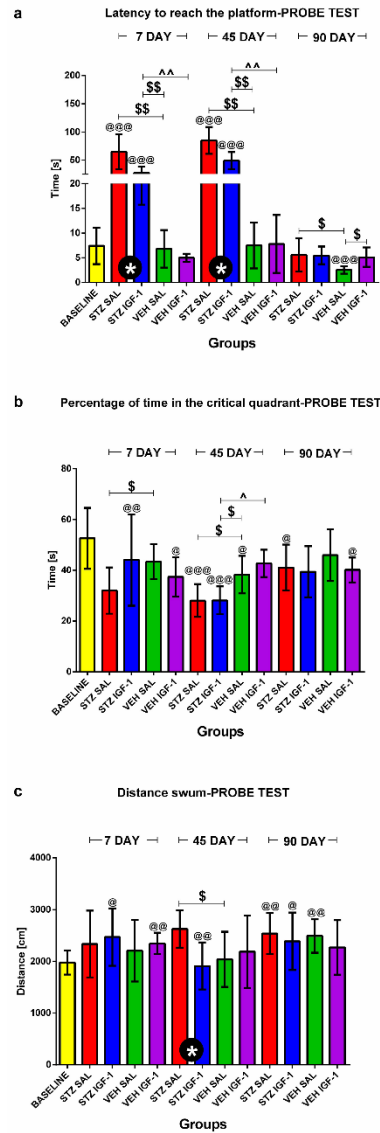 a
Latency to reach the platform-PROBE TEST
7 DAY 45 DAY 90 DAY
^^ ^^
$$ $$
$$ $$
@@@ @@@ @@@ @@@
$ $
@@@
200
150
100
50
20
15
10
5
0
Time [s]
* *
BASELINE STZ SAL STZ IGF-1 VEH SAL VEH IGF-1 STZ SAL STZ IGF-1 VEH SAL VEH IGF-1 STZ SAL STZ IGF-1 VEH SAL VEH IGF-1
Groups
b
Percentage of time in the critical quadrant-PROBE TEST
7 DAY 45 DAY 90 DAY
$ ^
$
$
@@ @ @@@ @@@ @ @ @
80
60
40
20
0
Time [s]
BASELINE STZ SAL STZ IGF-1 VEH SAL VEH IGF-1 STZ SAL STZ IGF-1 VEH SAL VEH IGF-1 STZ SAL STZ IGF-1 VEH SAL VEH IGF-1
Groups
c
Distance swum-PROBE TEST
7 DAY 45 DAY 90 DAY
$
@ @@ @@ @@ @ @@
4000
3000
2000
1000
0
Distance [cm]
*
BASELINE STZ SAL STZ IGF-1 VEH SAL VEH IGF-1 STZ SAL STZ IGF-1 VEH SAL VEH IGF-1 STZ SAL STZ IGF-1 VEH SAL VEH IGF-1
Groups